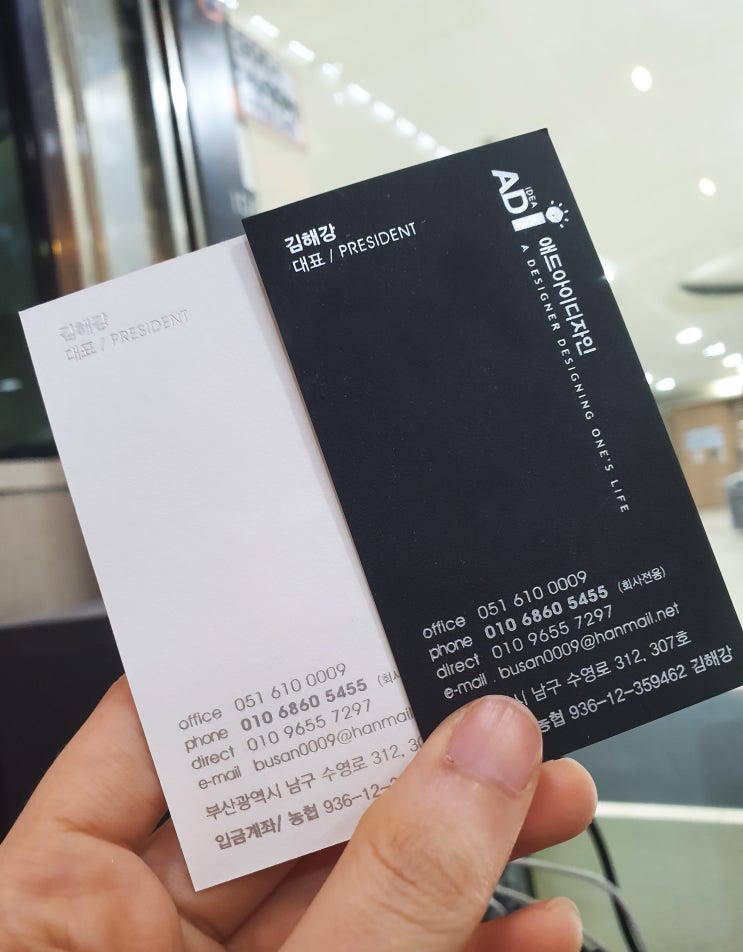 김해강
대표 / PRESIDENT
office 051 610 0009
phone 010 6860 5455 (회사
direct 010 9655 7297
e-mail busan0009@hanmail
부산광역시 남구 수영로 312, 30
입금계좌/ 농협 936-12-
김해강
대표 / PRESIDENT
AD IDEA
애드아이디자인
A DESIGNER DESIGNING ONE'S LIFE
office 051 610 0009
phone 010 6860 5455 (회사전용)
direct 010 9655 7297
e-mail busan0009@hanmail.net
남구 수영로 312, 307호
농협 936-12-359462 김해강